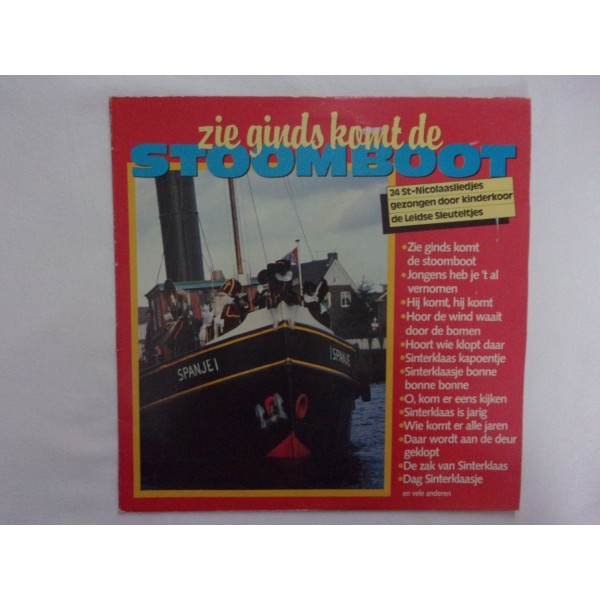 zie ginds komt de
STOOMBOOT
24 St-Nicolaasliedjes
gezongen door kinderkoor
de Leidse Sleuteltjes
•Zie ginds komt
de stoomboot
•Jongens heb je 't al
vernomen
•Hij komt, hij komt
•Hoor de wind waait
door de bomen
•Hoort wie klopt daar
•Sinterklaas kapoentje
•Sinterklaasje bonne
bonne bonne
•O, kom er eens kijken
•Sinterklaas is jarig
•Wie komt er alle jaren
•Daar wordt aan de deur
geklopt
•De zak van Sinterklaas
•Dag Sinterklaasje
en vele anderen
SPANJE I
SPANJE